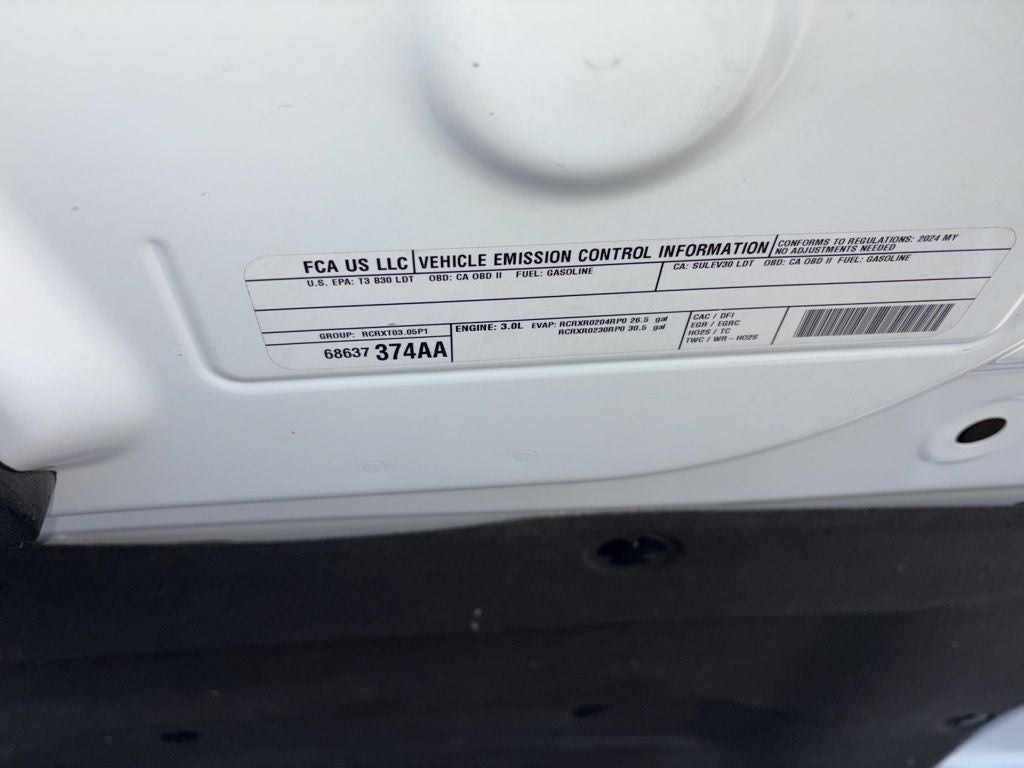 FCA US LLC
VEHICLE EMISSION CONTROL INFORMATION
CONFORMS TO REGULATIONS: 2024 MY
NO ADJUSTMENTS NEEDED
U.S. EPA: T3 B30 LDT OBD: CA OBD II FUEL: GASOLINE
CA: SULEV30 LDT OBD: CA OBD II FUEL: GASOLINE
GROUP: RCRXT03.05P1
68637 374AA
ENGINE: 3.0L EVAP: RCRXR0204RP0 26.5 gal
RCRXR0230RP0 30.5 gal
CAC / DFI
EGR / EGRC
HO2S / TC
TWC / WR-HO2S